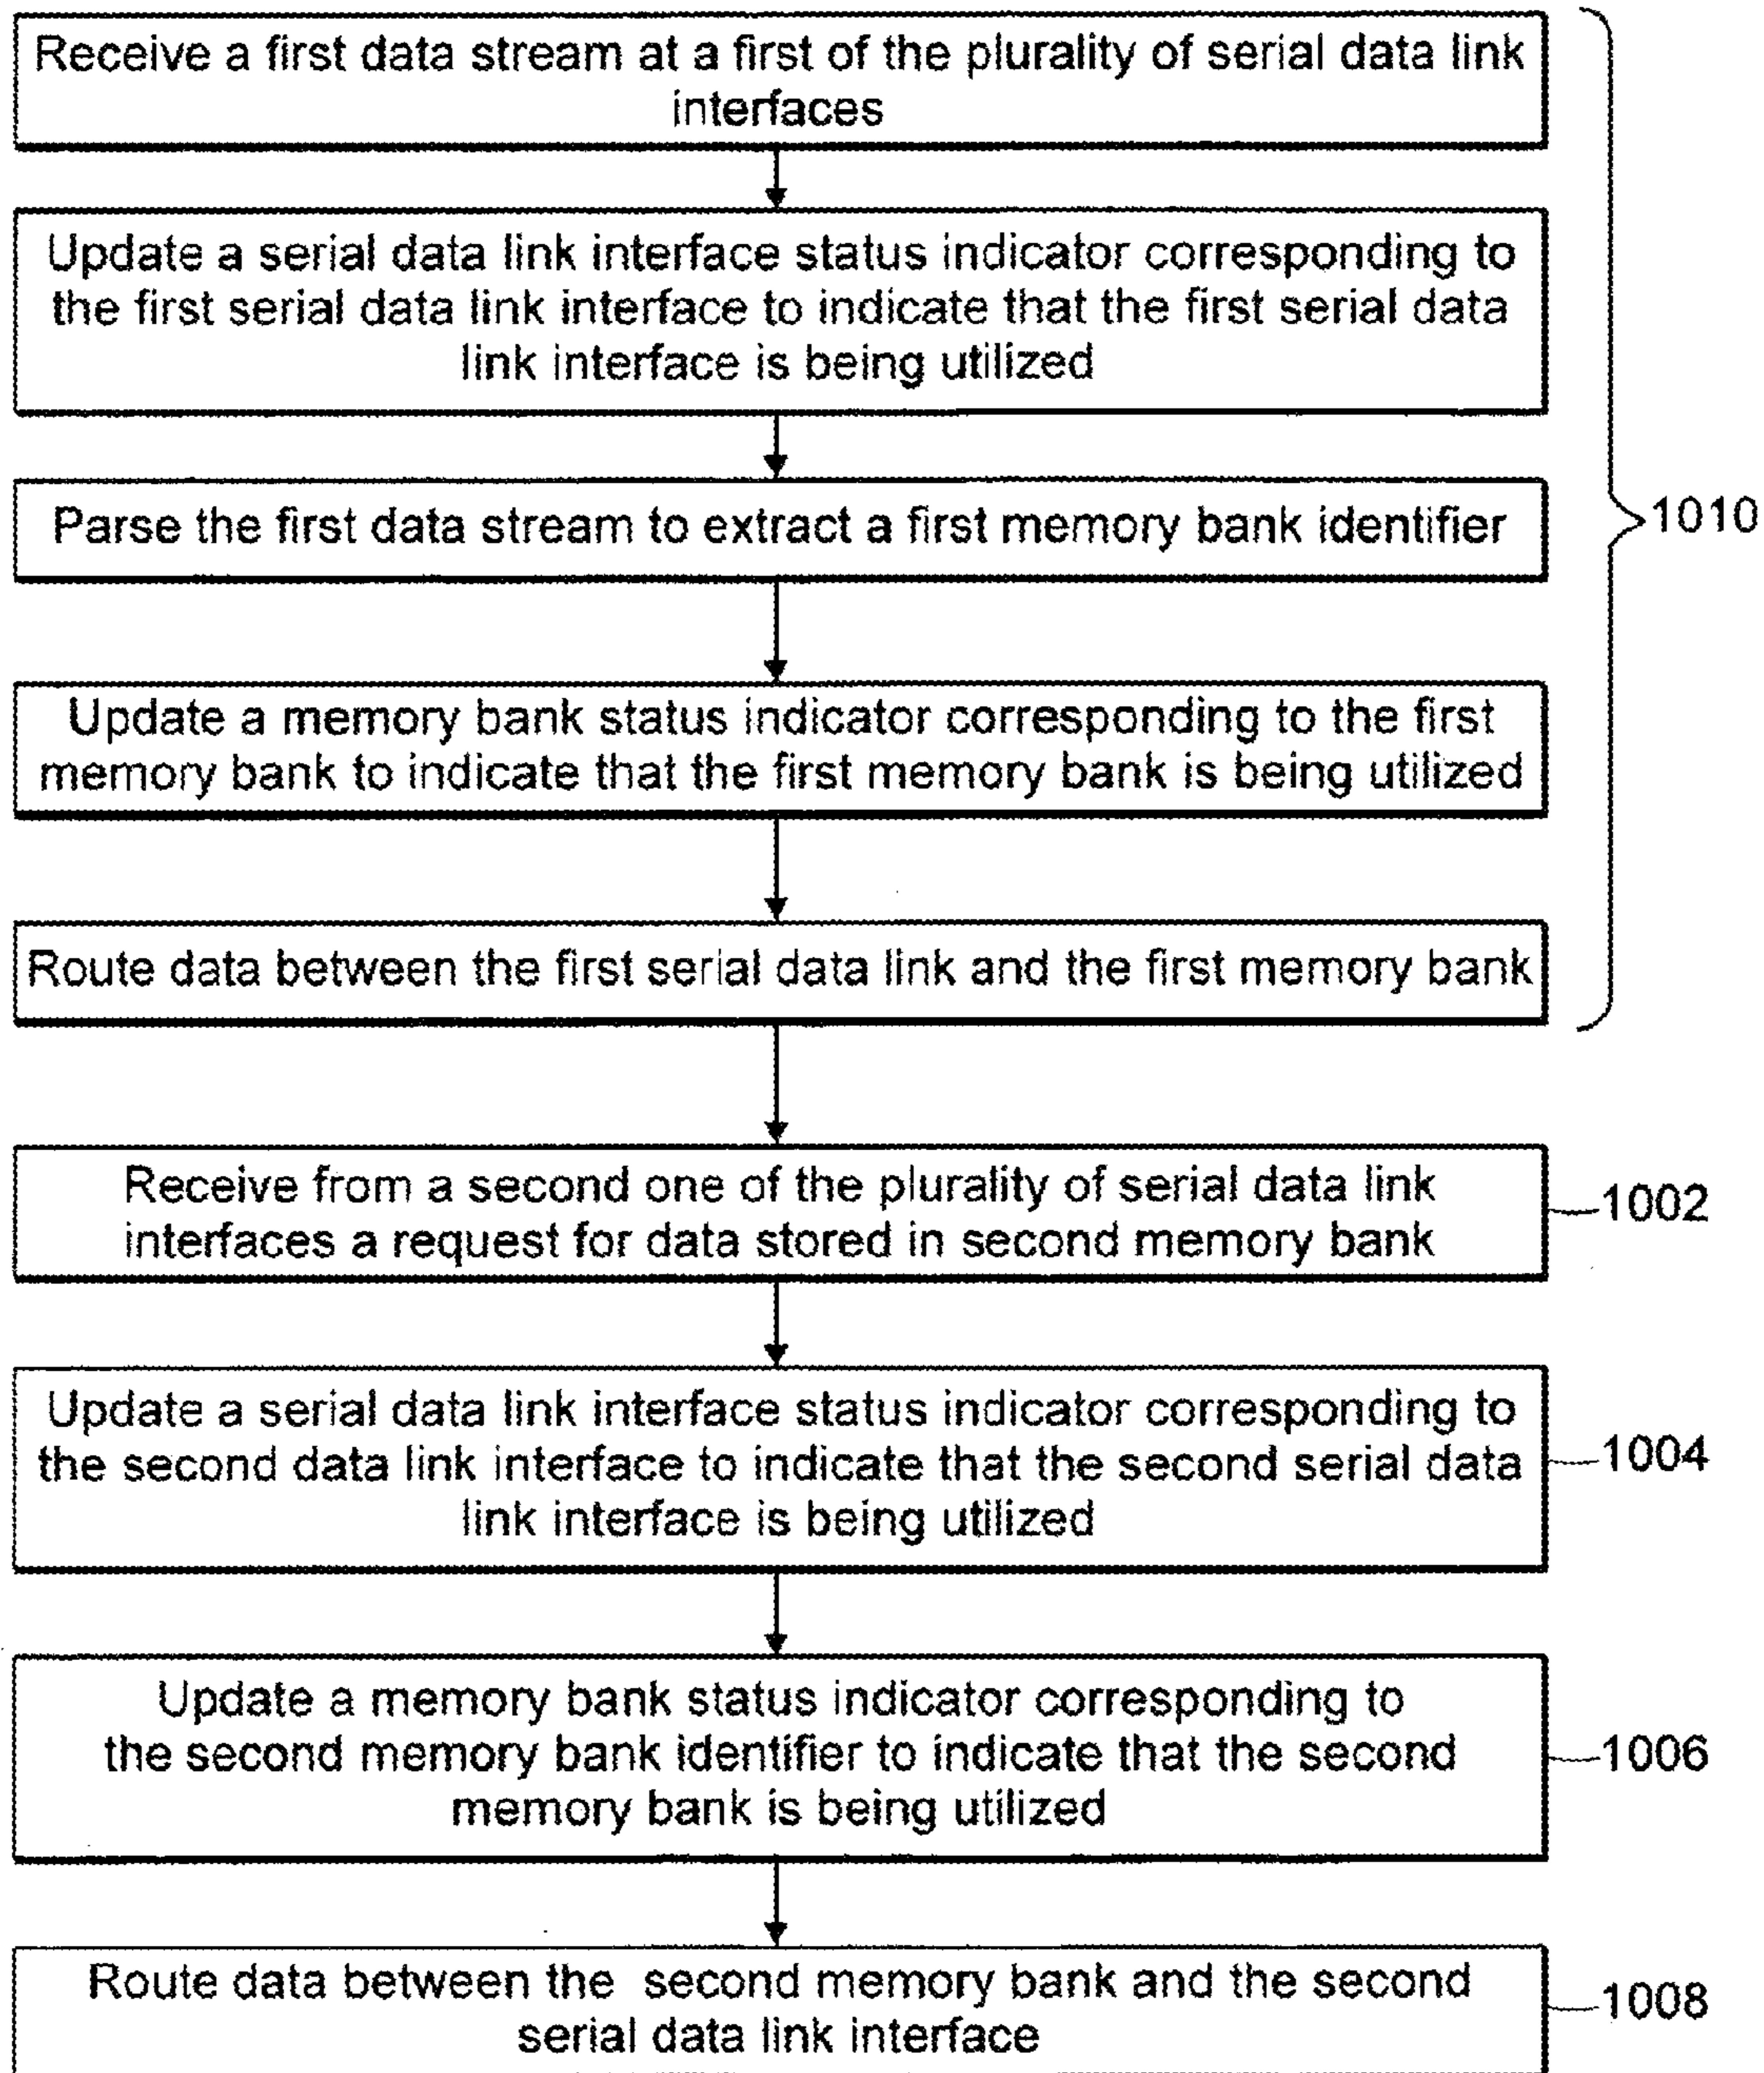 Receive a first data stream at a first of the plurality of serial data link
interfaces
Update a serial data link interface status indicator corresponding to
the first serial data link interface to indicate that the first serial data
link interface is being utilized
Parse the first data stream to extract a first memory bank identifier
1010
Update a memory bank status indicator corresponding to the first
memory bank to indicate that the first memory bank is being utilized
Route data between the first serial data link and the first memory bank
Receive from a second one of the plurality of serial data link
interfaces a request for data stored in second memory bank
1002
Update a serial data link interface status indicator corresponding to
the second data link interface to indicate that the second serial data
link interface is being utilized
1004
Update a memory bank status indicator corresponding to
the second memory bank identifier to indicate that the second
memory bank is being utilized
1006
Route data between the second memory bank and the second
serial data link interface
1008